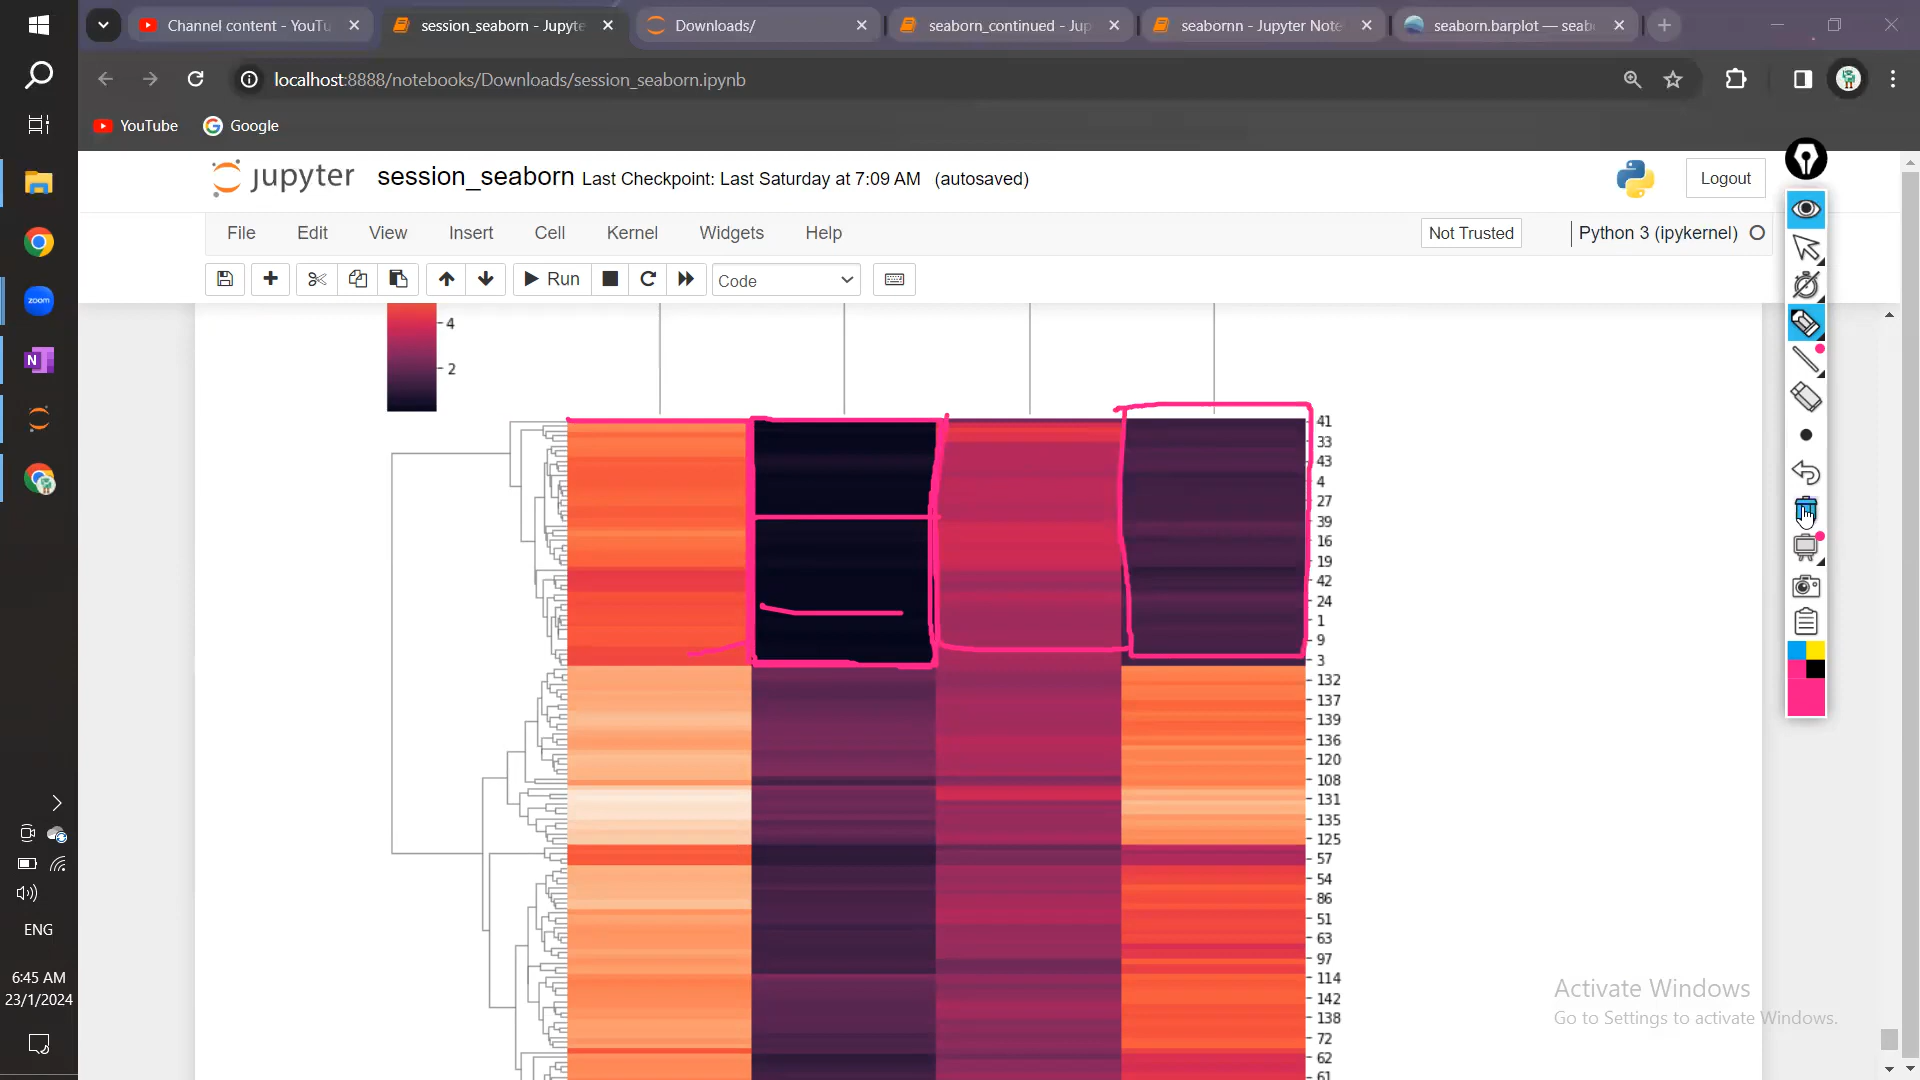 Channel content - YouTu
session_seaborn - Jupyte
Downloads/
seaborn_continued - Jup
seabornn - Jupyter Note
seaborn.barplot — seab
localhost:8888/notebooks/Downloads/session_seaborn.ipynb
YouTube
Google
jupyter
session_seaborn Last Checkpoint: Last Saturday at 7:09 AM (autosaved)
Logout
File
Edit
View
Insert
Cell
Kernel
Widgets
Help
Not Trusted
Python 3 (ipykernel)
Run
Code
zoom
N
4
2
41
33
43
4
27
39
16
19
42
24
1
9
3
132
137
139
136
120
108
131
135
125
57
54
86
51
63
97
114
142
138
72
62
61
ENG
6:45 AM
23/1/2024
Activate Windows
Go to Settings to activate Windows.